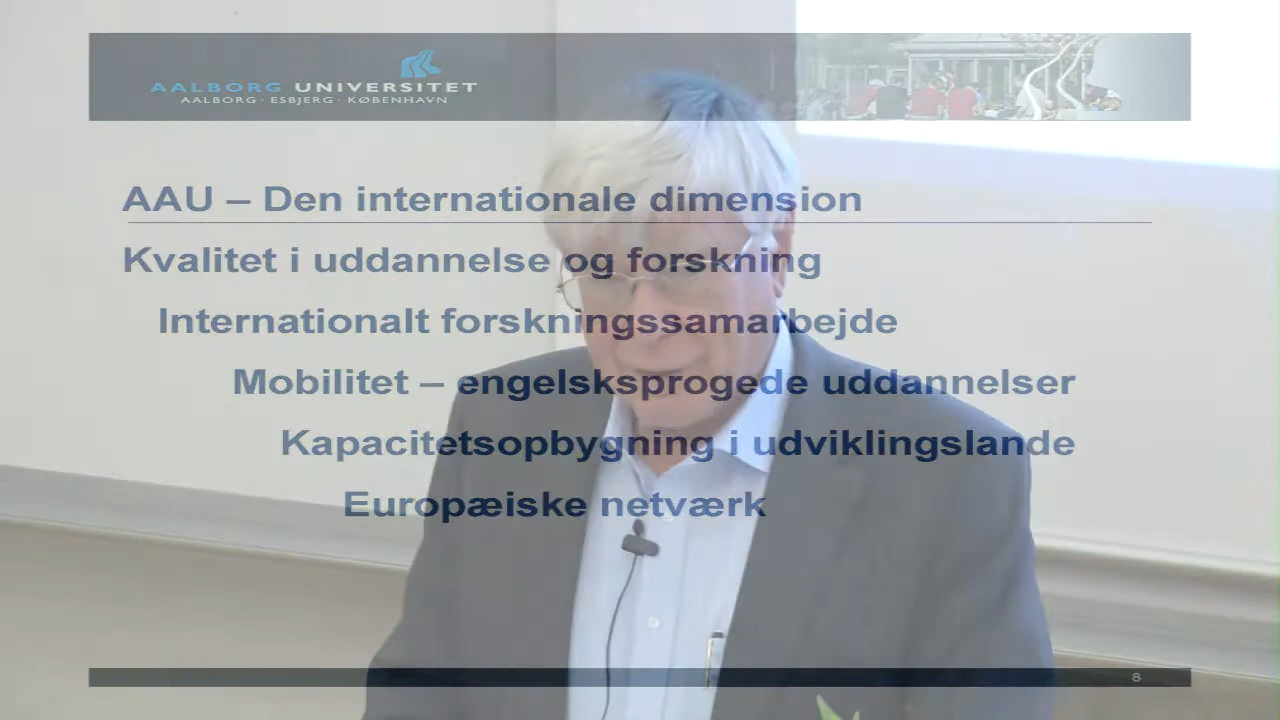 AALBORG UNIVERSITET
AALBORG · ESBJERG · KØBENHAVN
AAU – Den internationale dimension
Kvalitet i uddannelse og forskning
Internationalt forskningssamarbejde
Mobilitet – engelsksprogede uddannelser
Kapacitetsopbygning i udviklingslande
Europæiske netværk
8